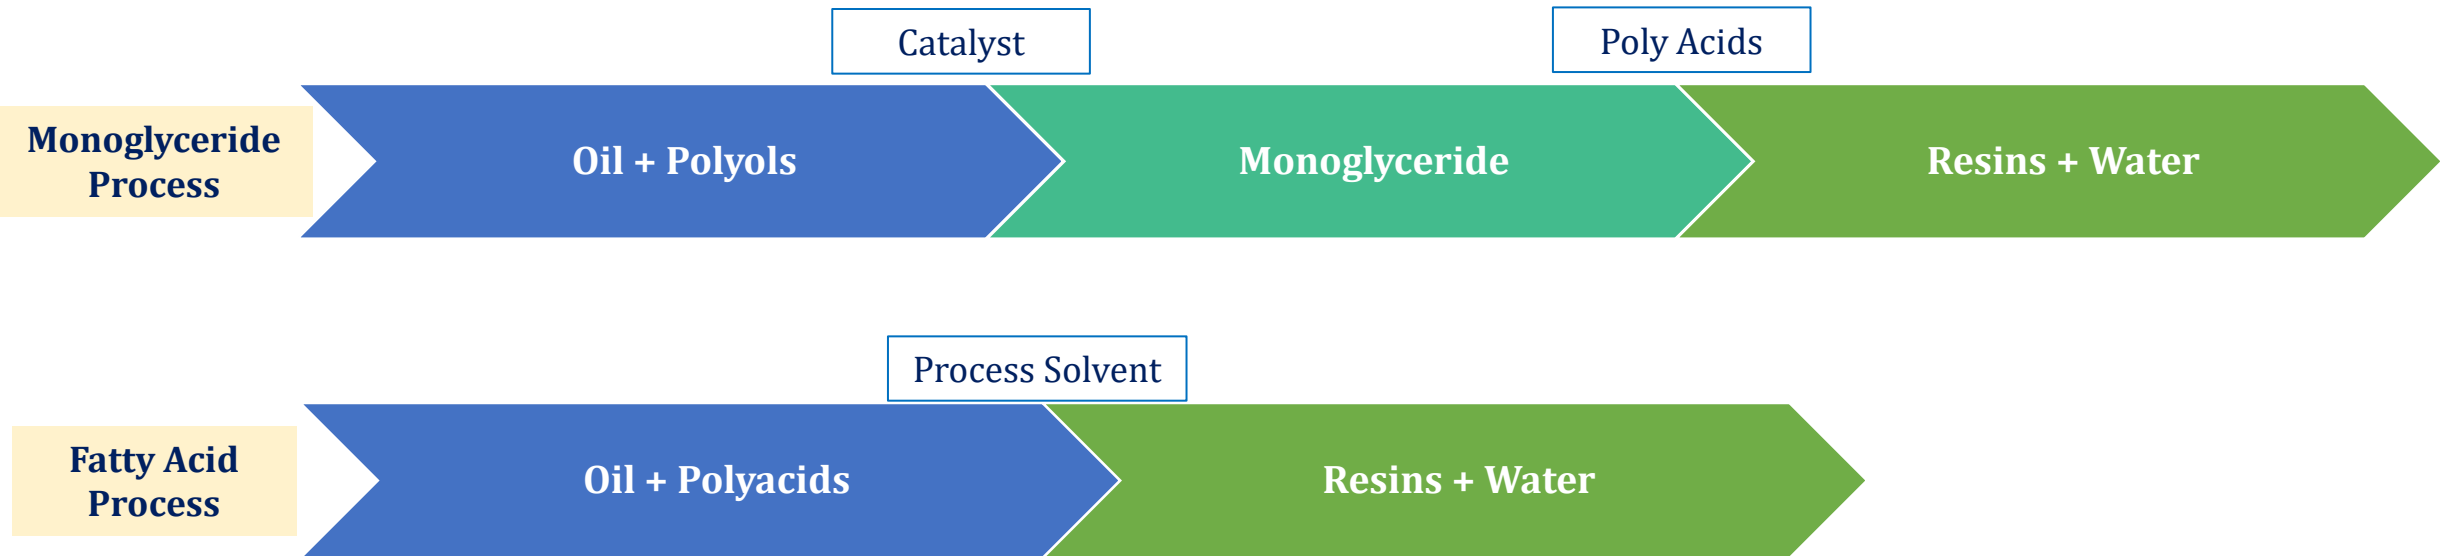 Catalyst
Poly Acids
Monoglyceride
Process
Oil + Polyols
Monoglyceride
Resins + Water
Process Solvent
Fatty Acid
Process
Oil + Polyacids
Resins + Water